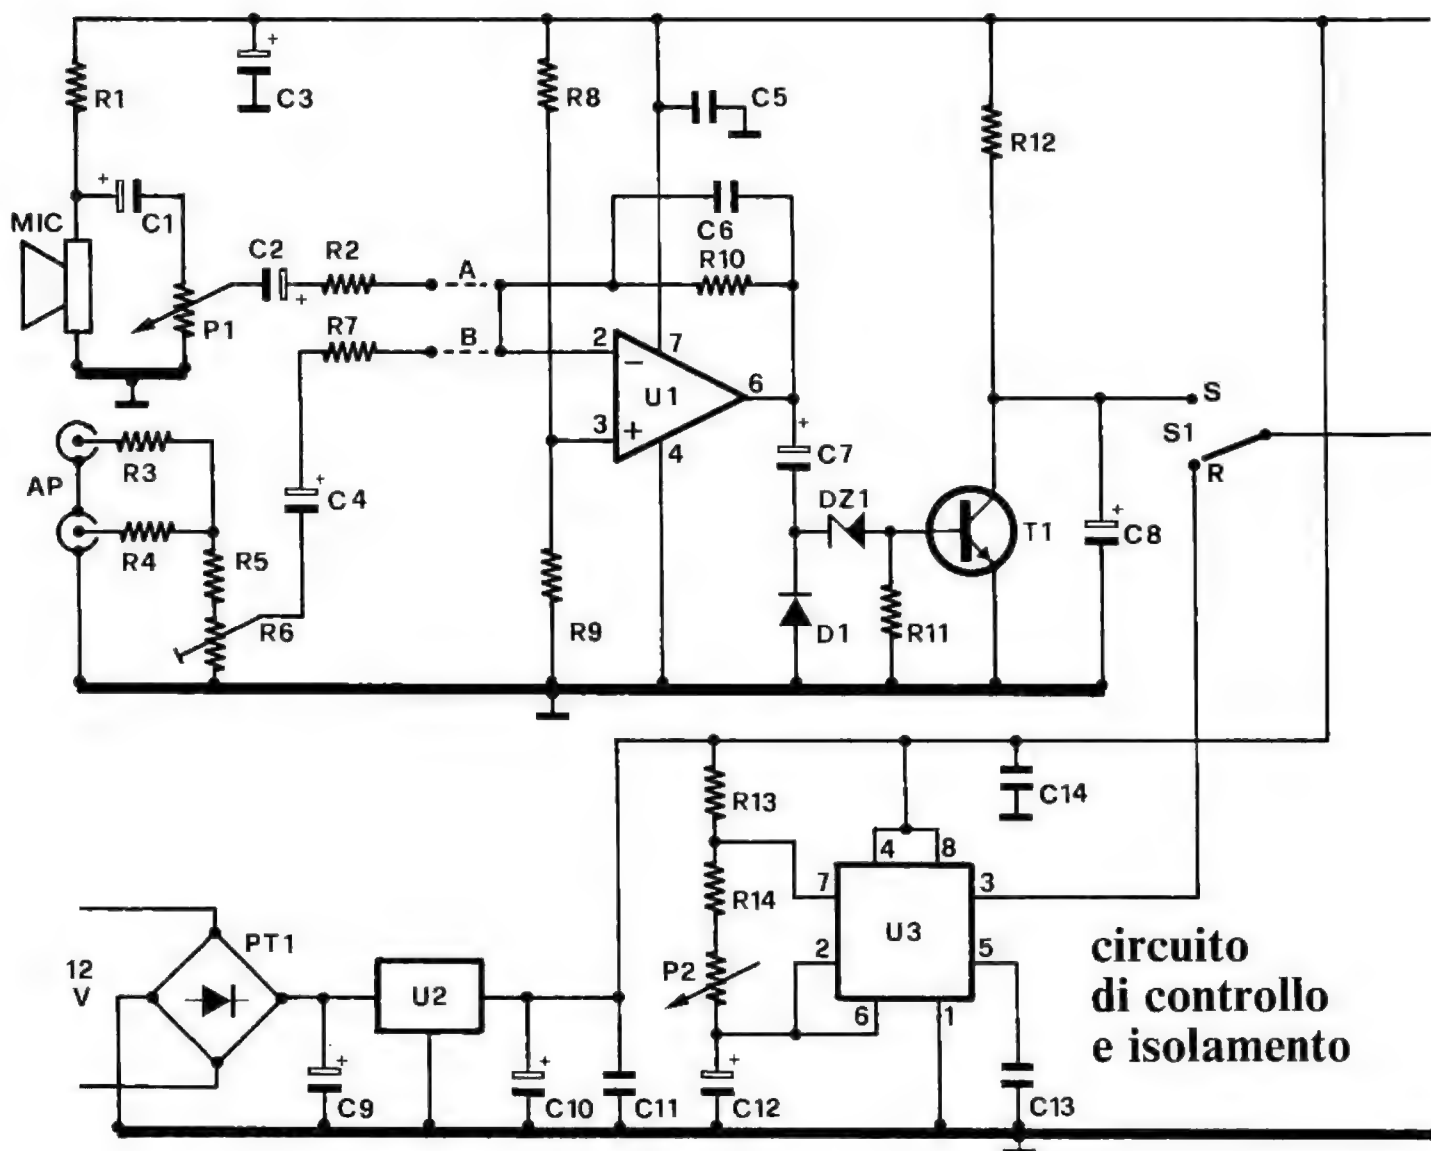 R1
+
C3
R8
C5
R12
+
C1
MIC
C6
C2
R2
A
R10
+
P1
R7
B
2
7
−
U1
6
S
3
+
4
S1
R
R3
AP
+
C4
+
C7
DZ1
T1
+
C8
R4
R5
R6
R9
D1
R11
R13
C14
4
8
7
3
R14
U3
PT1
2
5
12
V
U2
P2
6
1
circuito
di controllo
e isolamento
+
C9
+
C10
C11
+
C12
C13